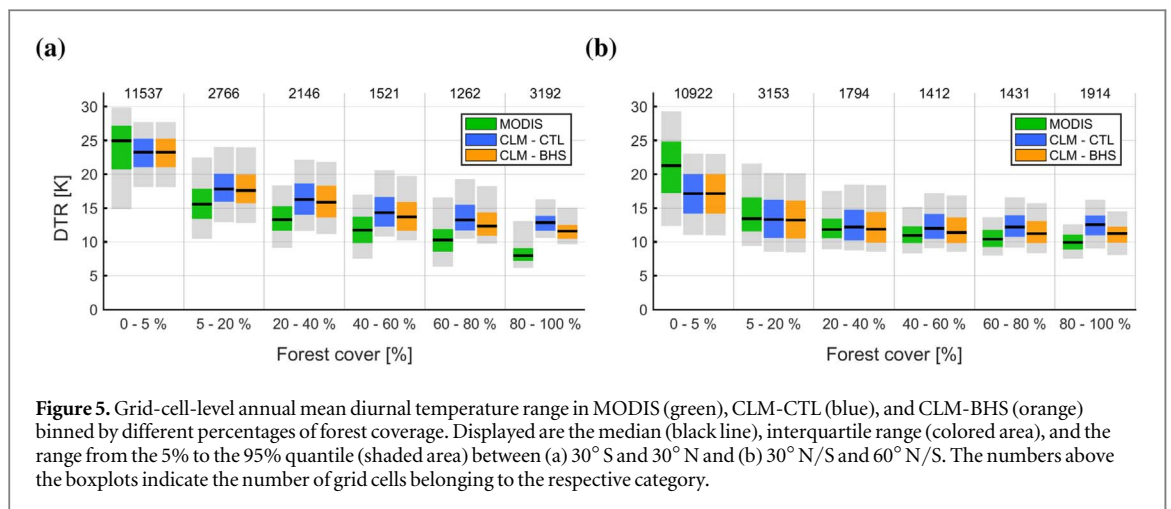 (a)
(b)
11537 2766 2146 1521 1262 3192
10922 3153 1794 1412 1431 1914
DTR [K]
30
25
20
15
10
5
0
MODIS
CLM - CTL
CLM - BHS
0 - 5 % 5 - 20 % 20 - 40 % 40 - 60 % 60 - 80 % 80 - 100 %
Forest cover [%]
30
25
20
15
10
5
0
MODIS
CLM - CTL
CLM - BHS
0 - 5 % 5 - 20 % 20 - 40 % 40 - 60 % 60 - 80 % 80 - 100 %
Forest cover [%]
Figure 5. Grid-cell-level annual mean diurnal temperature range in MODIS (green), CLM-CTL (blue), and CLM-BHS (orange)
binned by different percentages of forest coverage. Displayed are the median (black line), interquartile range (colored area), and the
range from the 5% to the 95% quantile (shaded area) between (a) 30° S and 30° N and (b) 30° N/S and 60° N/S. The numbers above
the boxplots indicate the number of grid cells belonging to the respective category.